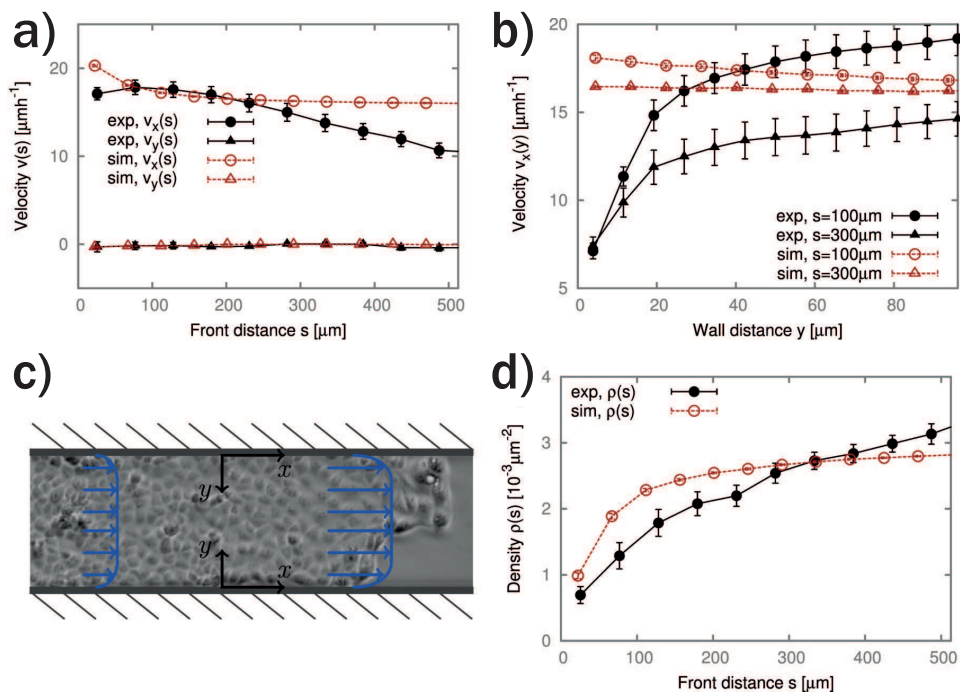 a)
Velocity v(s) [μmh⁻¹]
20
10
0
exp, vₓ(s)
exp, vᵧ(s)
sim, vₓ(s)
sim, vᵧ(s)
0 100 200 300 400 500
Front distance s [μm]
b)
Velocity vₓ(y) [μmh⁻¹]
20
15
10
5
exp, s=100μm
exp, s=300μm
sim, s=100μm
sim, s=300μm
0 20 40 60 80
Wall distance y [μm]
c)
x
y
y
x
d)
Density ρ(s) [10⁻³μm⁻²]
4
3
2
1
0
exp, ρ(s)
sim, ρ(s)
0 100 200 300 400 500
Front distance s [μm]